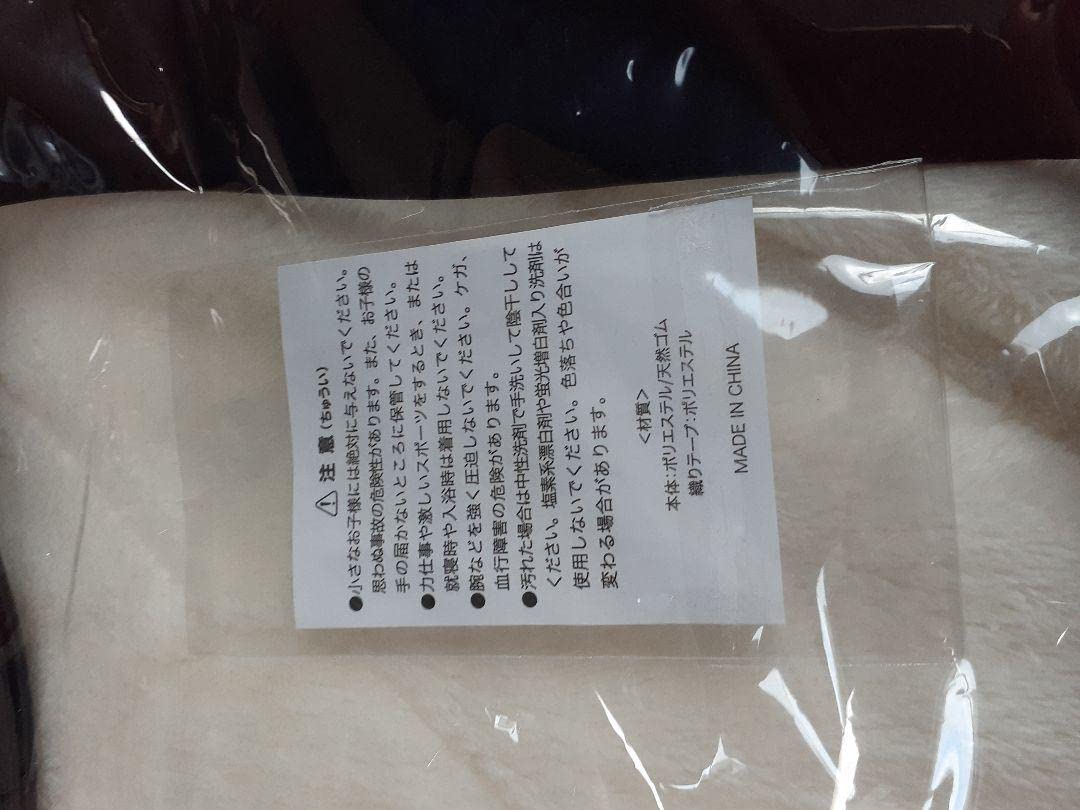 ⚠注 意(ちゅうい)
●小さなお子様には絶対に与えないでください。
思わぬ事故の危険性があります。また、お子様の
手の届かないところに保管してください。
●力仕事や激しいスポーツをするとき、または
就寝時や入浴時は着用しないでください。
●腕などを強く圧迫しないでください。ケガ、
血行障害の危険があります。
●汚れた場合は中性洗剤で手洗いして陰干しして
ください。塩素系漂白剤や蛍光増白剤入り洗剤は
使用しないでください。色落ちや色合いが
変わる場合があります。
<材質>
本体:ポリエステル/天然ゴム
織りテープ:ポリエステル
MADE IN CHINA